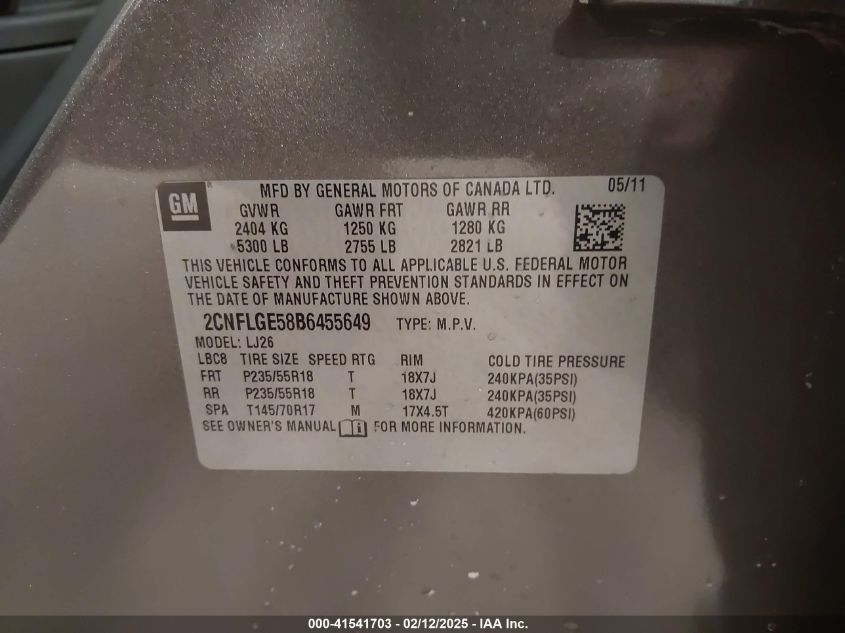 GM
MFD BY GENERAL MOTORS OF CANADA LTD. 05/11
GVWR GAWR FRT GAWR RR
2404 KG 1250 KG 1280 KG
5300 LB 2755 LB 2821 LB
THIS VEHICLE CONFORMS TO ALL APPLICABLE U.S. FEDERAL MOTOR
VEHICLE SAFETY AND THEFT PREVENTION STANDARDS IN EFFECT ON
THE DATE OF MANUFACTURE SHOWN ABOVE.
2CNFLGE58B6455649 TYPE: M.P.V.
MODEL: LJ26
LBC8 TIRE SIZE SPEED RTG RIM COLD TIRE PRESSURE
FRT P235/55R18 T 18X7J 240KPA(35PSI)
RR P235/55R18 T 18X7J 240KPA(35PSI)
SPA T145/70R17 M 17X4.5T 420KPA(60PSI)
SEE OWNER'S MANUAL FOR MORE INFORMATION.
000-41541703 - 02/12/2025 - IAA Inc.